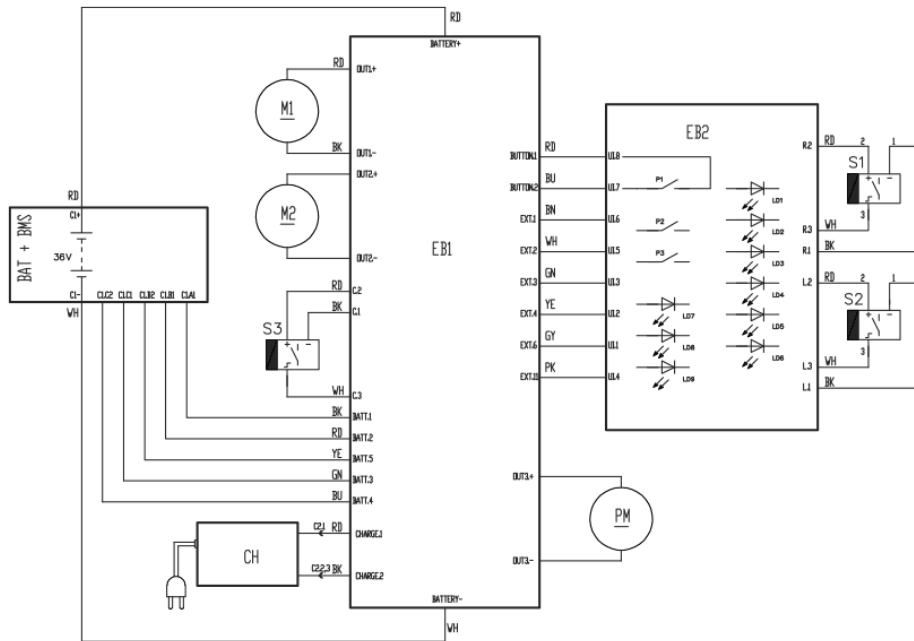 RD
BATTERY+
RD
OUT1+
M1
BK
OUT1-
OUT2.+
M2
OUT2.-
EB1
RD
BAT + BMS
C1+
36V
C1-
WH
C1.C2
C1.C1
C1.B2
C1.B1
C1.A1
RD
C.2
BK
C.1
S3
WH
C.3
BK
BATT.1
RD
BATT.2
YE
BATT.5
GN
BATT.3
BU
BATT.4
CH
C2.1
RD
CHARGE.1
C2.2,3
BK
CHARGE.2
BATTERY-
WH
BUTTON.1
RD
U1.8
BUTTON.2
BU
U1.7
EXT.1
BN
U1.6
EXT.2
WH
U1.5
EXT.3
GN
U1.3
EXT.4
YE
U1.2
EXT.6
GY
U1.1
EXT.11
PK
U1.4
OUT3.+
PM
OUT3.-
EB2
P1
P2
P3
LD1
LD2
LD3
LD4
LD5
LD6
LD7
LD8
LD9
R.2
RD
2
1
S1
+
-
3
WH
R.3
R.1
BK
L.2
RD
2
1
S2
+
-
3
WH
L.3
L.1
BK